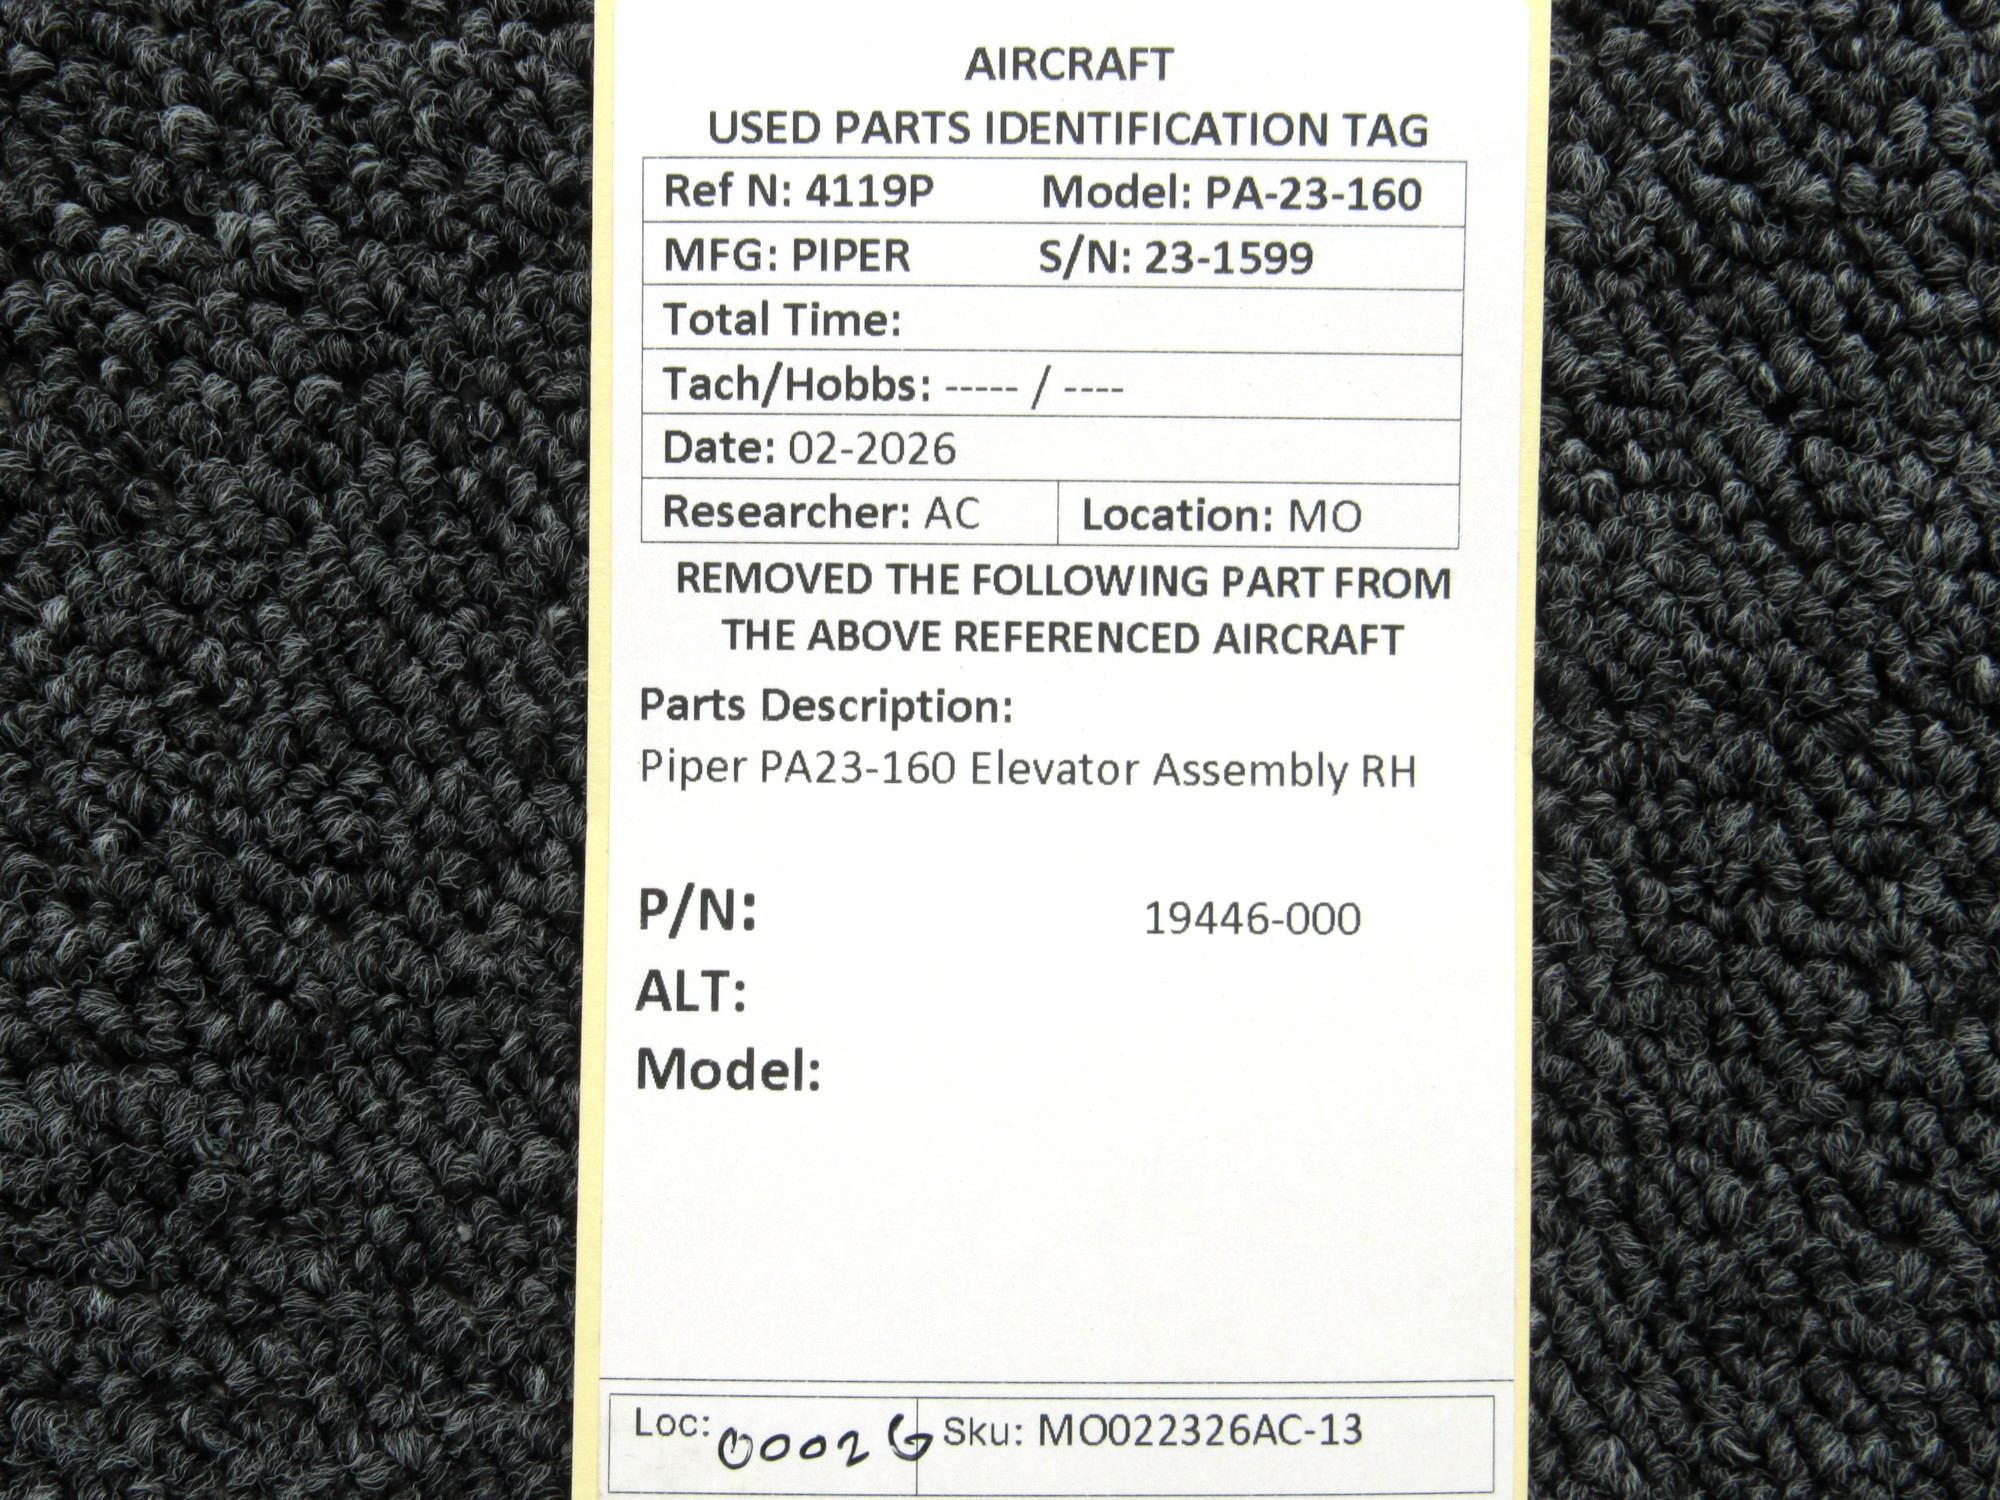 AIRCRAFT
USED PARTS IDENTIFICATION TAG
Ref N: 4119P Model: PA-23-160
MFG: PIPER S/N: 23-1599
Total Time:
Tach/Hobbs: ----- / ----
Date: 02-2026
Researcher: AC Location: MO
REMOVED THE FOLLOWING PART FROM
THE ABOVE REFERENCED AIRCRAFT
Parts Description:
Piper PA23-160 Elevator Assembly RH
P/N: 19446-000
ALT:
Model:
Loc: 0002G Sku: MO022326AC-13